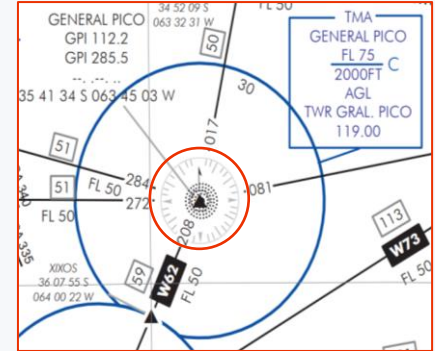 34 52 09 S
063 32 31 W
FL 50
GENERAL PICO
GPI 112.2
GPI 285.5
--. .--. ..
35 41 34 S 063 45 03 W
50
30
017
TMA
GENERAL PICO
FL 75
2000FT
C
AGL
TWR GRAL. PICO
119.00
51
284
51
FL 50
272
FL 50
081
340
335
208
113
W73
FL 50
XIXOS
36 07 55 S
064 00 22 W
59
W62
FL 50